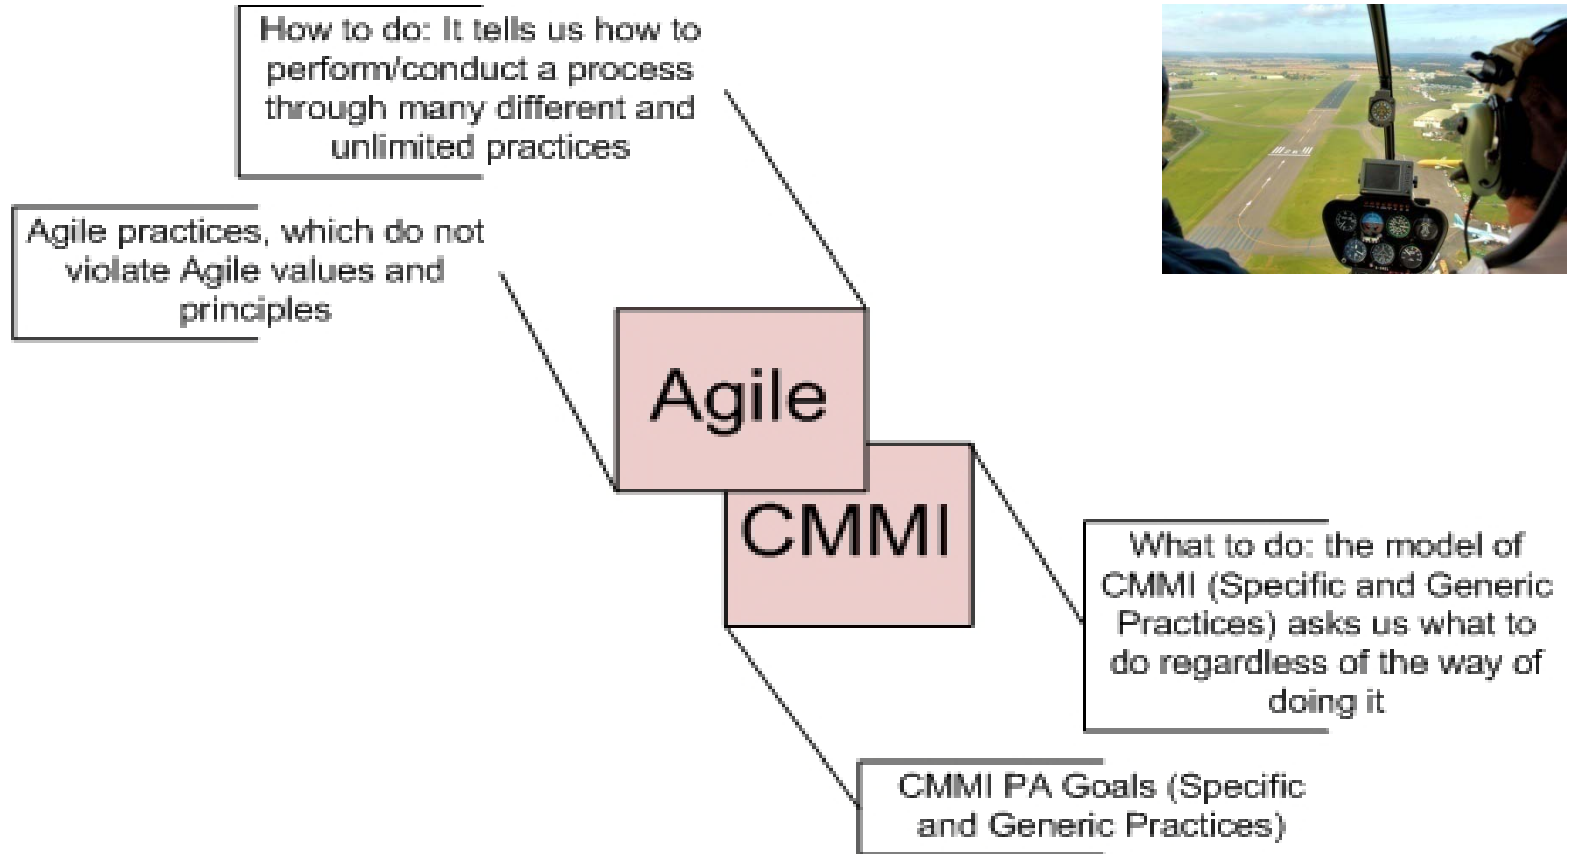 How to do: It tells us how to
perform/conduct a process
through many different and
unlimited practices
Agile practices, which do not
violate Agile values and
principles
Agile
CMMI
What to do: the model of
CMMI (Specific and Generic
Practices) asks us what to
do regardless of the way of
doing it
CMMI PA Goals (Specific
and Generic Practices)